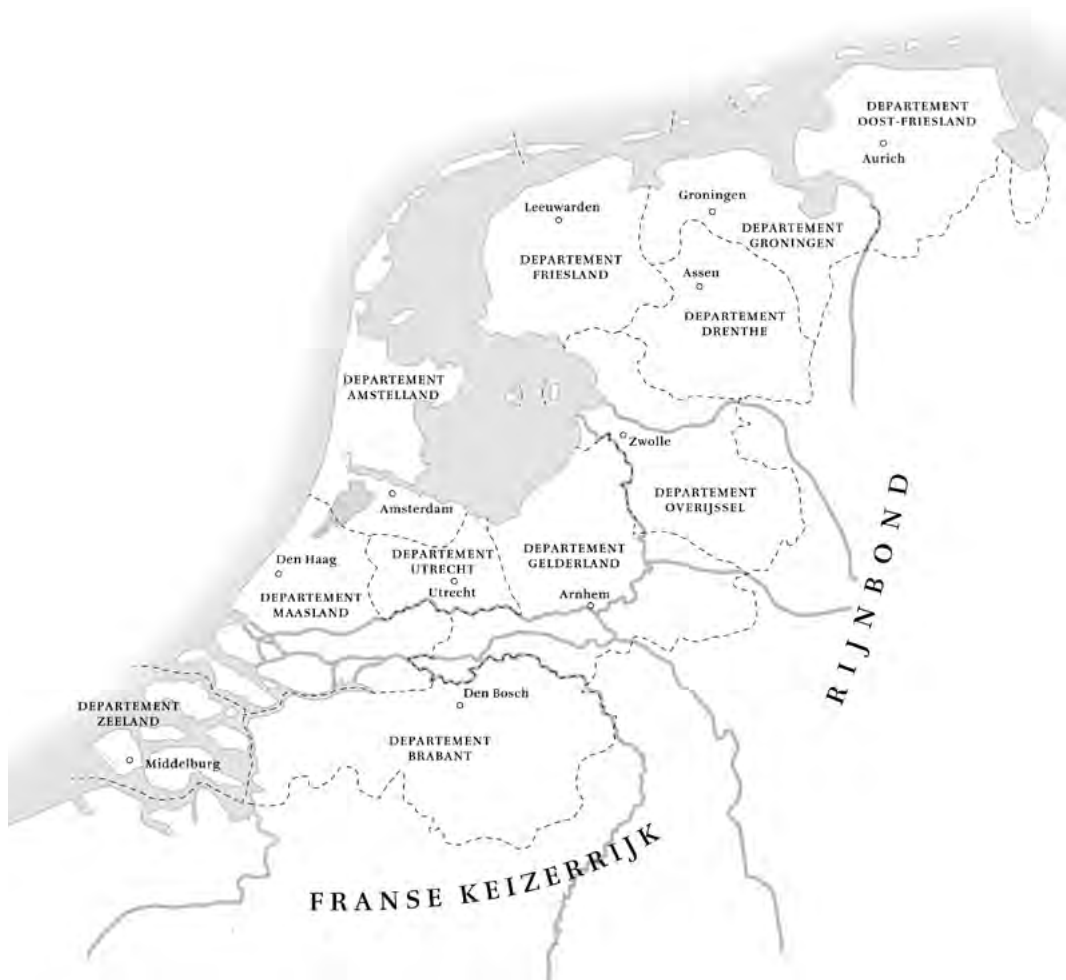 DEPARTEMENT
OOST-FRIESLAND
Aurich
Groningen
Leeuwarden
DEPARTEMENT
GRONINGEN
DEPARTEMENT
FRIESLAND
Assen
DEPARTEMENT
DRENTHE
DEPARTEMENT
AMSTELLAND
Zwolle
DEPARTEMENT
OVERIJSSEL
Amsterdam
Den Haag
DEPARTEMENT
UTRECHT
Utrecht
DEPARTEMENT
GELDERLAND
Arnhem
DEPARTEMENT
MAASLAND
RIJNBOND
Den Bosch
DEPARTEMENT
ZEELAND
Middelburg
DEPARTEMENT
BRABANT
FRANSE KEIZERRIJK